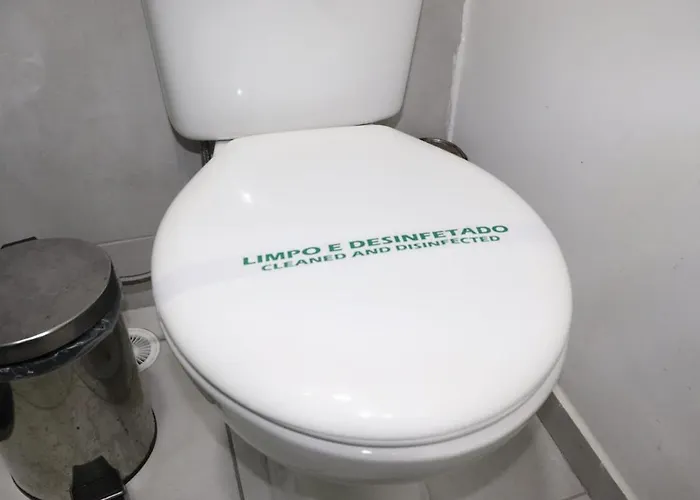 LIMPO E DESINFETADO
CLEANED AND DISINFECTED